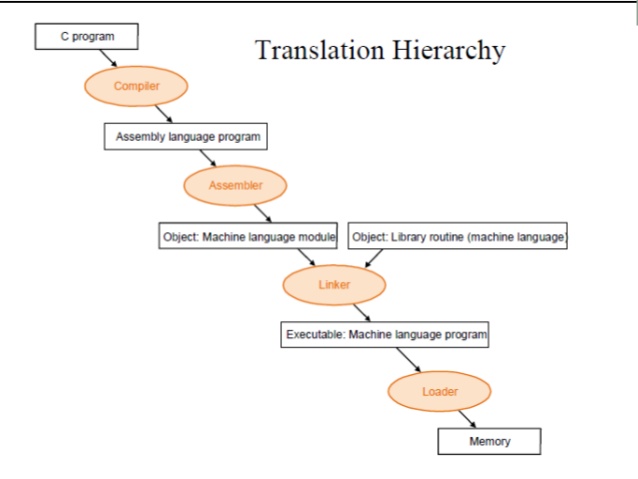 C program
Translation Hierarchy
Compiler
Assembly language program
Assembler
Object: Machine language module
Object: Library routine (machine language)
Linker
Executable: Machine language program
Loader
Memory